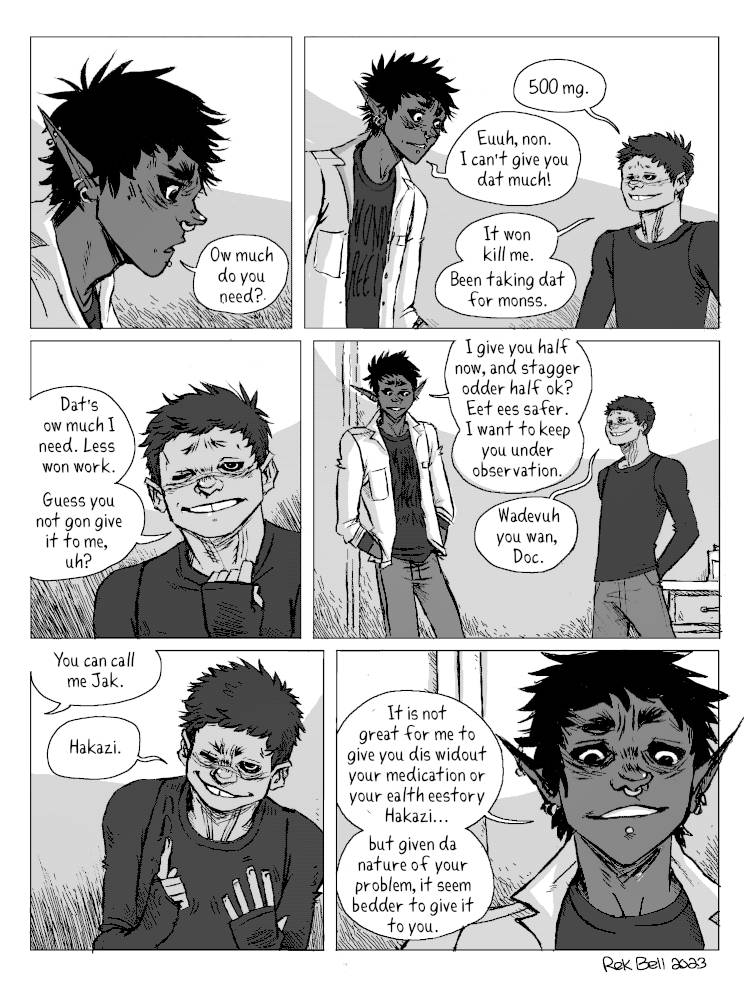 Ow much
do you
need?
500 mg.
Euuh, non.
I can't give you
dat much!
It won
kill me.
Been taking dat
for monss.
Dat's
ow much I
need. Less
won work.
Guess you
not gon give
it to me,
uh?
I give you half
now, and stagger
odder half ok?
Eet ees safer.
I want to keep
you under
observation.
Wadevuh
you wan,
Doc.
You can call
me Jak.
Hakazi.
It is not
great for me to
give you dis widout
your medication or
your ealth eestory
Hakazi...
but given da
nature of your
problem, it seem
bedder to give it
to you.
Rek Bell 2023